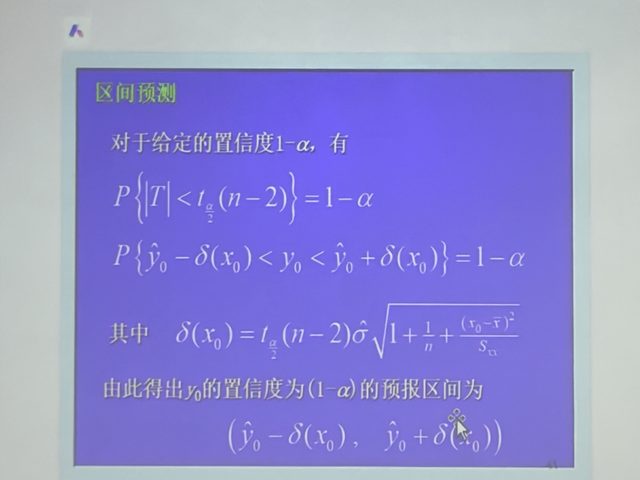 区间预测
对于给定的置信度1-α，有
P{|T| < t_{α/2}(n-2)} = 1-α
P{ŷ₀ - δ(x₀) < y₀ < ŷ₀ + δ(x₀)} = 1-α
其中 δ(x₀) = t_{α/2}(n-2)σ̂√(1 + 1/n + (x₀-x̄)²/Sₓₓ)
由此得出y₀的置信度为(1-α)的预报区间为
(ŷ₀ - δ(x₀), ŷ₀ + δ(x₀))